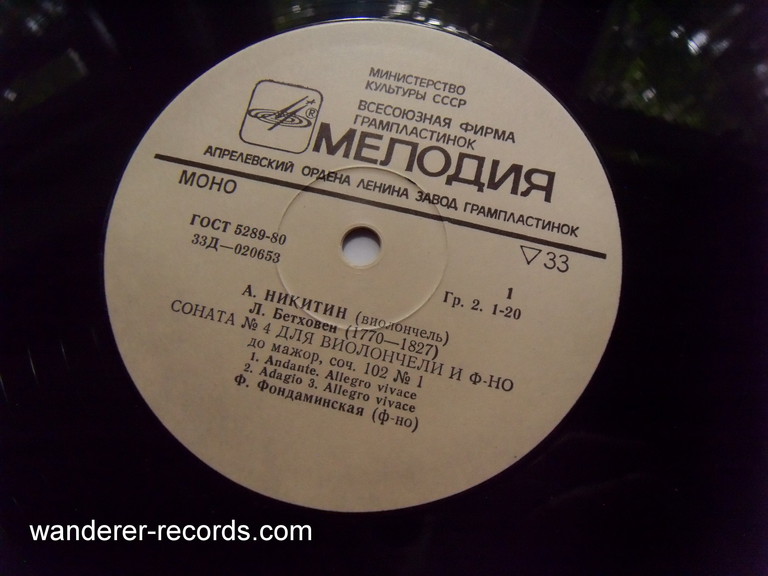 МИНИСТЕРСТВО
КУЛЬТУРЫ СССР
ВСЕСОЮЗНАЯ ФИРМА
ГРАМПЛАСТИНОК
МЕЛОДИЯ
АПРЕЛЕВСКИЙ ОРДЕНА ЛЕНИНА ЗАВОД ГРАМПЛАСТИНОК
МОНО
▽33
ГОСТ 5289-80
33Д—020653
1
Гр. 2. 1-20
А. НИКИТИН (виолончель)
Л. Бетховен (1770—1827)
СОНАТА № 4 ДЛЯ ВИОЛОНЧЕЛИ И Ф-НО
до мажор, соч. 102 № 1
1. Andante. Allegro vivace
2. Adagio 3. Allegro vivace
Ф. Фондаминская (ф-но)
wanderer-records.com